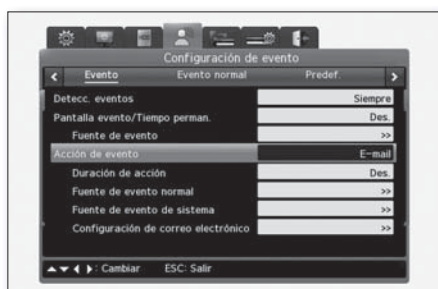 Configuración de evento
Evento Evento normal Predef.
Detecc. eventos Siempre
Pantalla evento/Tiempo perman. Des.
Fuente de evento >>
Acción de evento E-mail
Duración de acción Des.
Fuente de evento normal >>
Fuente de evento de sistema >>
Configuración de correo electrónico >>
: Cambiar ESC: Salir